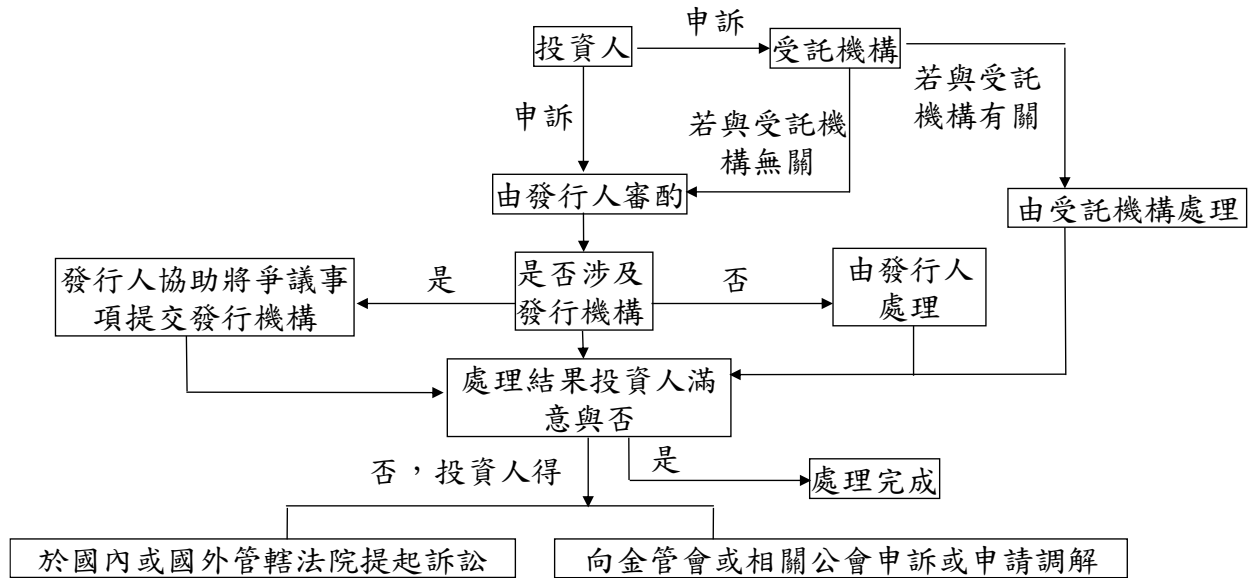 申訴
投資人
受託機構
申訴
若與受託機
構無關
若與受託
機構有關
由發行人審酌
由受託機構處理
發行人協助將爭議事
項提交發行機構
是
是否涉及
發行機構
否
由發行人
處理
處理結果投資人滿
意與否
否，投資人得
是
處理完成
於國內或國外管轄法院提起訴訟
向金管會或相關公會申訴或申請調解